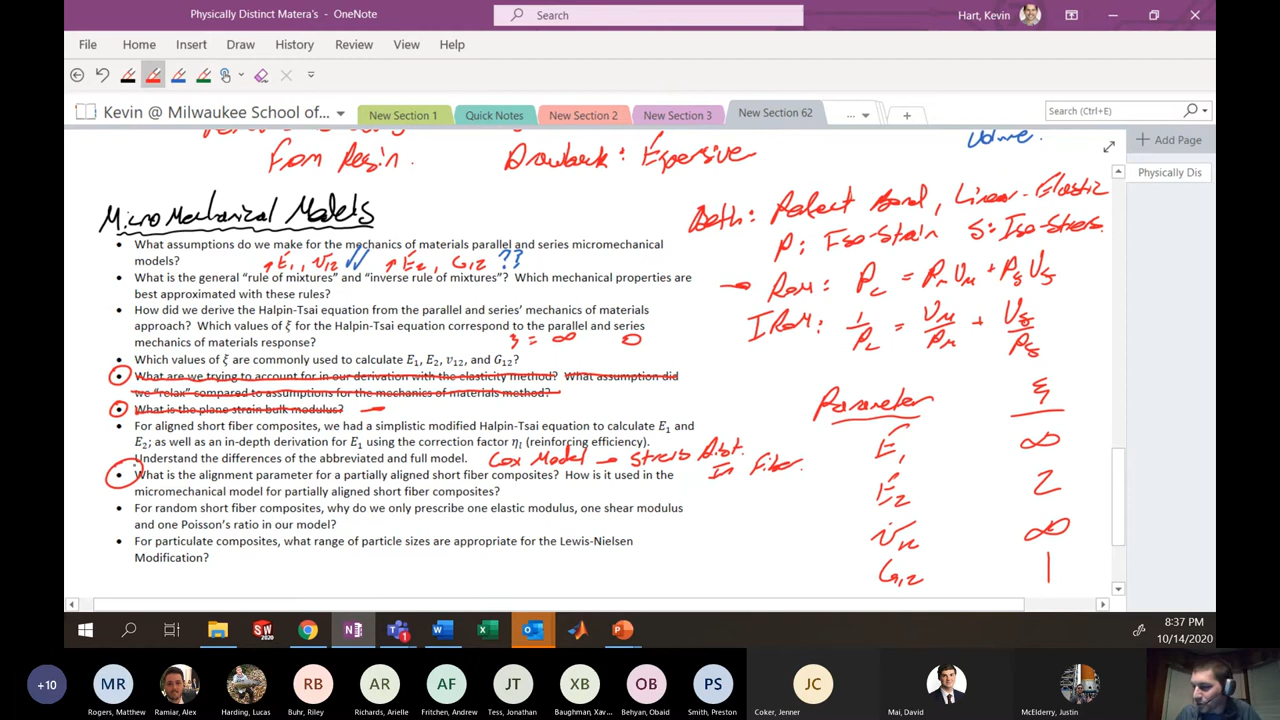 Physically Distinct Matera's - OneNote
Search
Hart, Kevin
File Home Insert Draw History Review View Help
Kevin @ Milwaukee School of...
New Section 1
Quick Notes
New Section 2
New Section 3
New Section 62
...
Search (Ctrl+E)
Add Page
Physically Dis
Volume.
From Resin.
Drawback: Expensive
MicroMechanical Models
Both: Perfect Bond, Linear-Elastic
P: Iso-Strain S: Iso-Stress.
• What assumptions do we make for the mechanics of materials parallel and series micromechanical
models?
↑ E1, ν12 ↑ E2, G12 ??
• What is the general "rule of mixtures" and "inverse rule of mixtures"? Which mechanical properties are
best approximated with these rules?
→ ROM: Pc = Pm Vm + Pf Vf
IROM: 1/Pc = Vm/Pm + Vf/Pf
• How did we derive the Halpin-Tsai equation from the parallel and series' mechanics of materials
approach? Which values of ξ for the Halpin-Tsai equation correspond to the parallel and series
mechanics of materials response?
ξ = ∞ 0
• Which values of ξ are commonly used to calculate E1, E2, ν12, and G12?
• What are we trying to account for in our derivation with the elasticity method? What assumption did
we "relax" compared to assumptions for the mechanics of materials method?
• What is the plane strain bulk modulus?
• For aligned short fiber composites, we had a simplistic modified Halpin-Tsai equation to calculate E1 and
E2; as well as an in-depth derivation for E1 using the correction factor ηl (reinforcing efficiency).
Understand the differences of the abbreviated and full model.
Cox Model → Stress Dist.
In Fiber.
• What is the alignment parameter for a partially aligned short fiber composites? How is it used in the
micromechanical model for partially aligned short fiber composites?
• For random short fiber composites, why do we only prescribe one elastic modulus, one shear modulus
and one Poisson's ratio in our model?
• For particulate composites, what range of particle sizes are appropriate for the Lewis-Nielsen
Modification?
Parameter ξ
E1 ∞
E2 2
ν12 ∞
G12 1
8:37 PM
10/14/2020
+10
MR
RB
AR
AF
JT
XB
OB
PS
JC
Rogers, Matthew
Ramiar, Alex
Harding, Lucas
Buhr, Riley
Richards, Arielle
Fritchen, Andrew
Tess, Jonathan
Baughman, Xav...
Behyan, Obaid
Smith, Preston
Coker, Jenner
Mai, David
McElderry, Justin